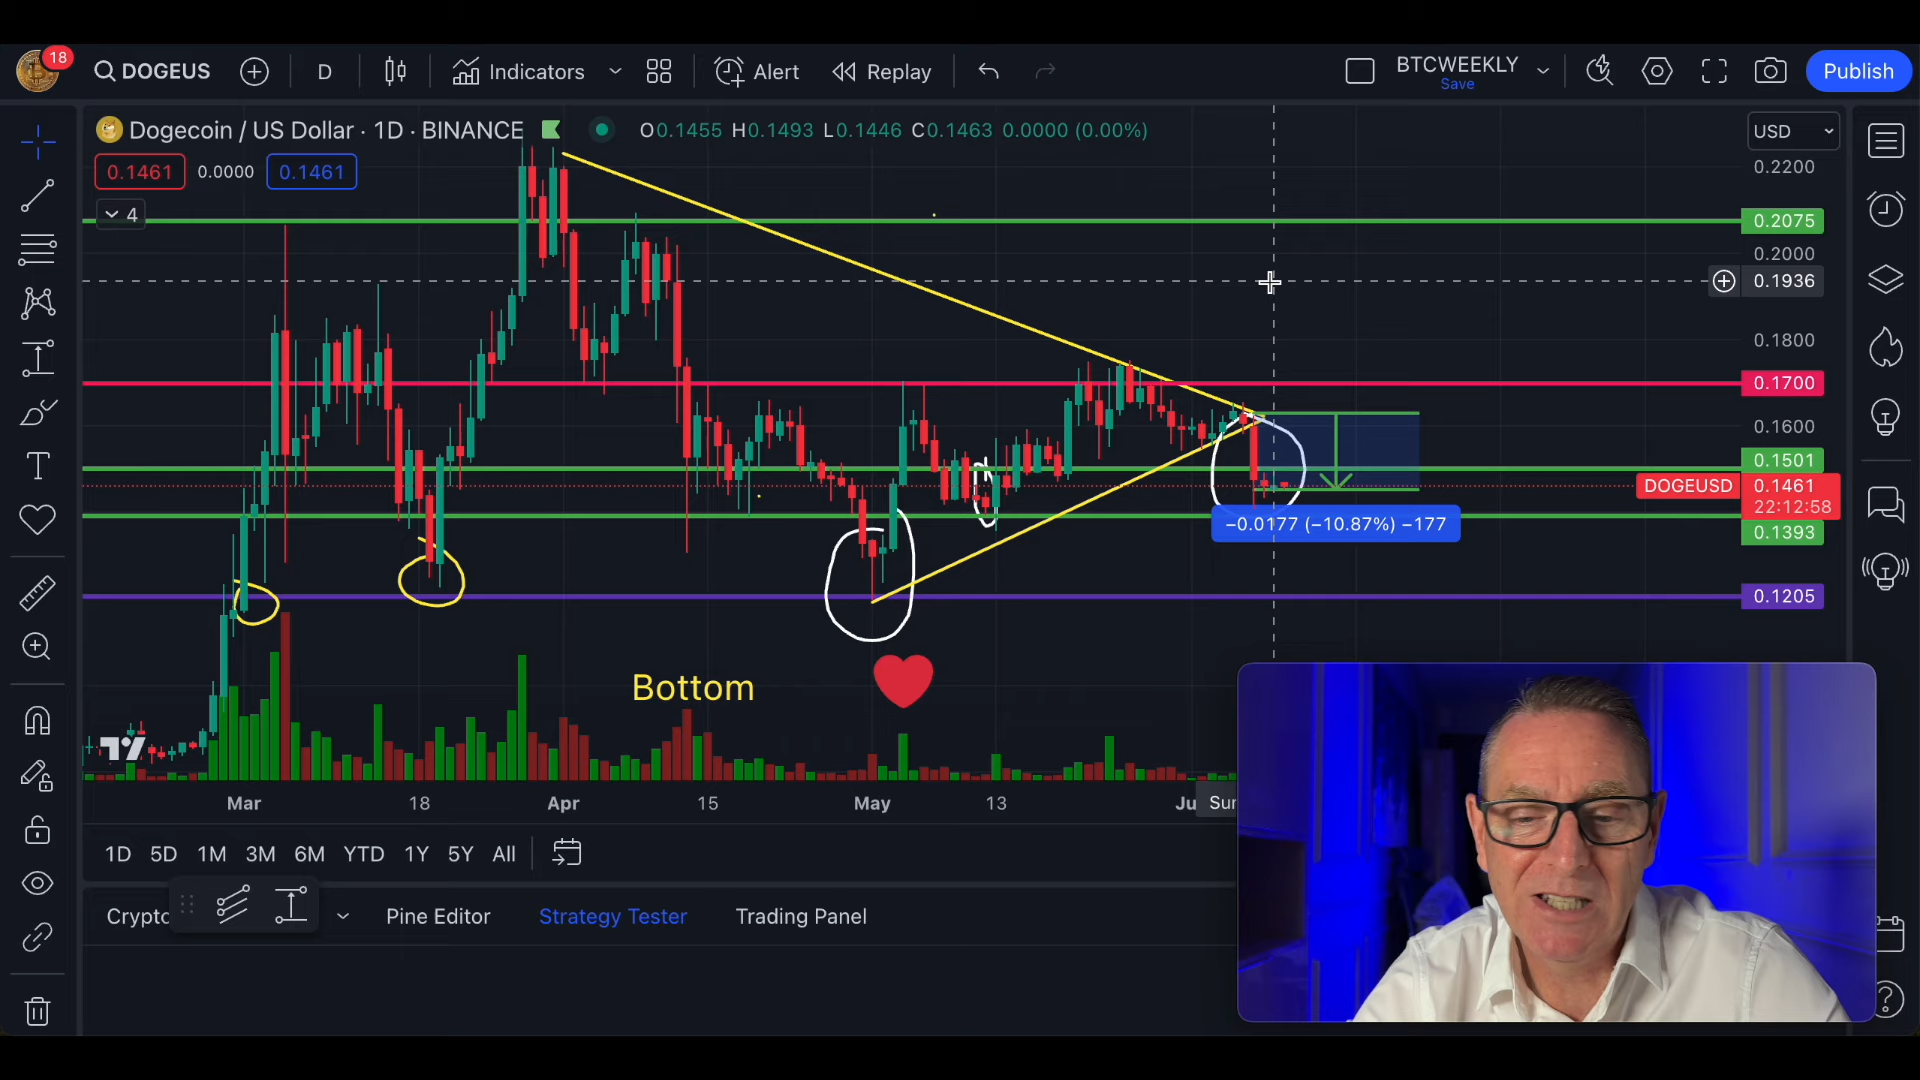 18
DOGEUS
D
Indicators
Alert
Replay
BTCWEEKLY
Save
Publish
Dogecoin / US Dollar · 1D · BINANCE
O0.1455 H0.1493 L0.1446 C0.1463 0.0000 (0.00%)
USD
0.1461 0.0000 0.1461
4
0.2200
0.2075
0.2000
0.1936
0.1800
0.1700
0.1600
0.1501
DOGEUSD 0.1461
22:12:58
−0.0177 (−10.87%) −177
0.1393
0.1205
Bottom
Mar 18 Apr 15 May 13
1D 5D 1M 3M 6M YTD 1Y 5Y All
Pine Editor
Strategy Tester
Trading Panel